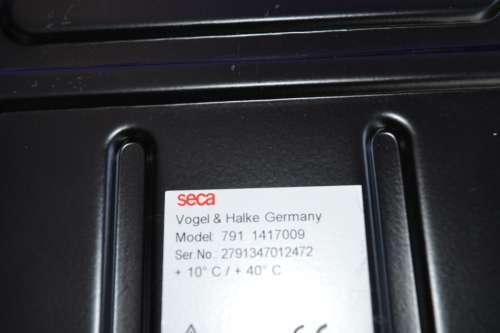 seca
Vogel & Halke Germany
Model: 791 1417009
Ser.No.: 2791347012472
+ 10° C / + 40° C